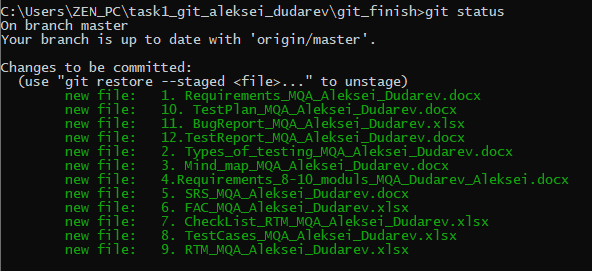 C:\Users\ZEN_PC\task1_git_aleksei_dudarev\git_finish>git status
On branch master
Your branch is up to date with 'origin/master'.
Changes to be committed:
(use "git restore --staged <file>..." to unstage)
new file: 1. Requirements_MQA_Aleksei_Dudarev.docx
new file: 10. TestPlan_MQA_Aleksei_Dudarev.docx
new file: 11. BugReport_MQA_Aleksei_Dudarev.xlsx
new file: 12.TestReport_MQA_Aleksei_Dudarev.docx
new file: 2. Types_of_testing_MQA_Aleksei_Dudarev.docx
new file: 3. Mind_map_MQA_Aleksei_Dudarev.docx
new file: 4.Requirements_8-10_moduls_MQA_Dudarev_Aleksei.docx
new file: 5. SRS_MQA_Aleksei_Dudarev.docx
new file: 6. FAC_MQA_Aleksei_Dudarev.xlsx
new file: 7. CheckList_RTM_MQA_Aleksei_Dudarev.xlsx
new file: 8. TestCases_MQA_Aleksei_Dudarev.xlsx
new file: 9. RTM_MQA_Aleksei_Dudarev.xlsx